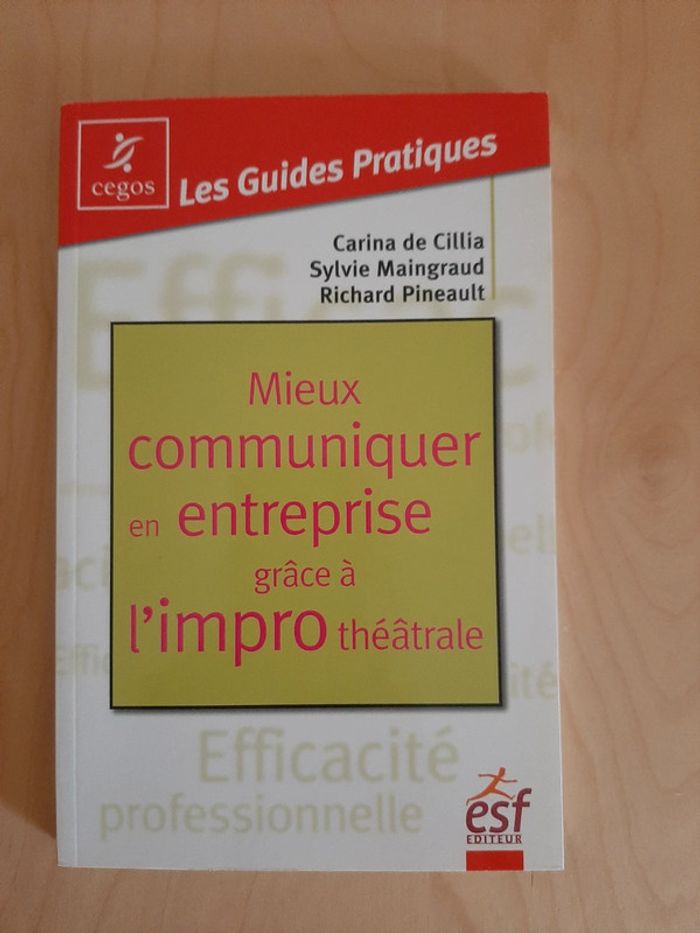 cegos
Les Guides Pratiques
Carina de Cillia
Sylvie Maingraud
Richard Pineault
Mieux
communiquer
en entreprise
grâce à
l'impro théâtrale
Efficacité
professionnelle
esf
EDITEUR